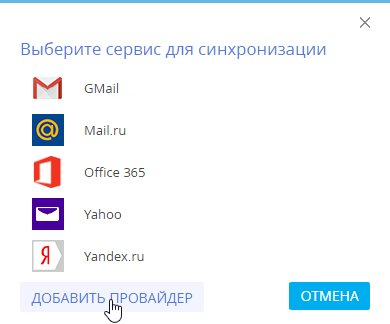 Выберите сервис для синхронизации
GMail
Mail.ru
Office 365
Yahoo
Yandex.ru
ДОБАВИТЬ ПРОВАЙДЕР
ОТМЕНА